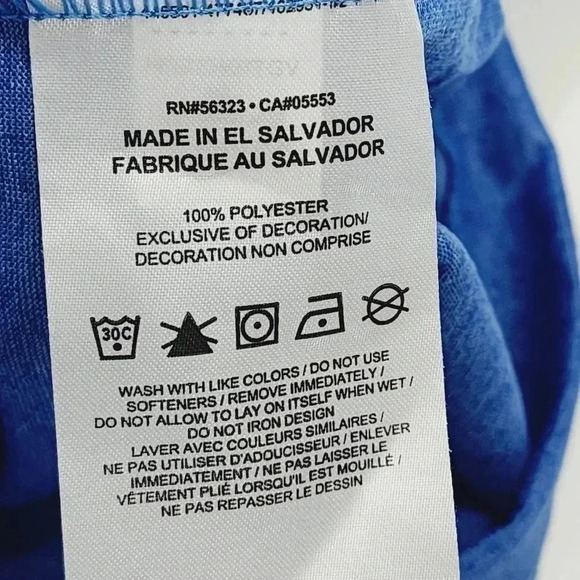 RN#56323 • CA#05553
MADE IN EL SALVADOR
FABRIQUE AU SALVADOR
100% POLYESTER
EXCLUSIVE OF DECORATION/
DECORATION NON COMPRISE
30C
WASH WITH LIKE COLORS / DO NOT USE
SOFTENERS / REMOVE IMMEDIATELY /
DO NOT ALLOW TO LAY ON ITSELF WHEN WET /
DO NOT IRON DESIGN
LAVER AVEC COULEURS SIMILAIRES /
NE PAS UTILISER D'ADOUCISSEUR / ENLEVER
IMMÉDIATEMENT / NE PAS LAISSER LE
VÊTEMENT PLIÉ LORSQU'IL EST MOUILLÉ /
NE PAS REPASSER LE DESSIN